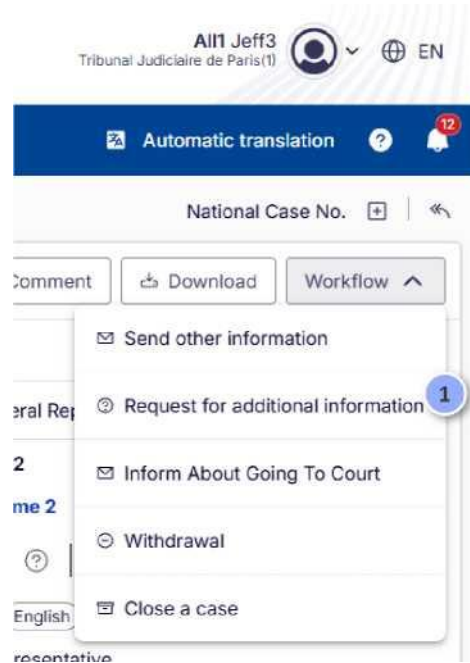 All1 Jeff3
Tribunal Judiciaire de Paris(1)
EN
Automatic translation
?
12
National Case No.
Comment
Download
Workflow
Send other information
eral Rep
Request for additional information
1
2
Inform About Going To Court
me 2
Withdrawal
English
Close a case
resentative